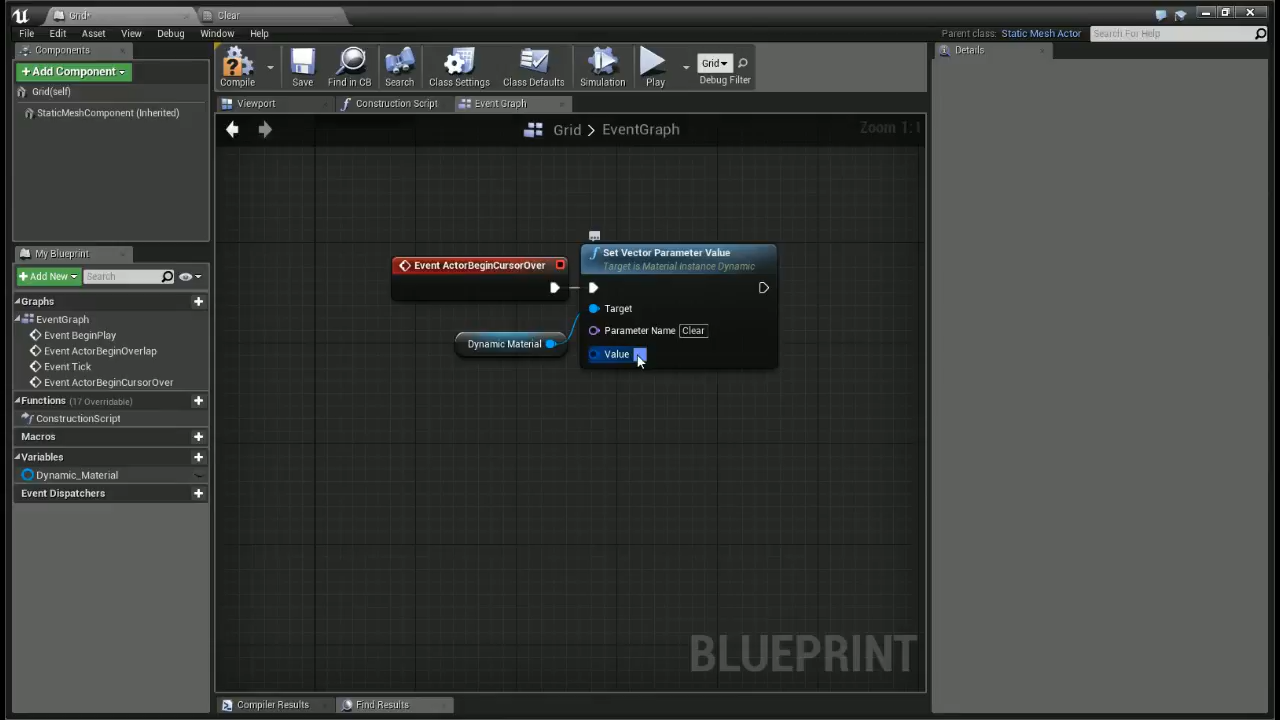 Grid*
Clear
File Edit Asset View Debug Window Help
Parent class: Static Mesh Actor
Search For Help
Components
+Add Component
Grid(self)
StaticMeshComponent (Inherited)
Compile
Save
Find in CB
Search
Class Settings
Class Defaults
Simulation
Play
Grid
Debug Filter
Details
Viewport
Construction Script
Event Graph
Grid > EventGraph
Zoom 1:1
My Blueprint
+Add New
Search
Graphs
EventGraph
Event BeginPlay
Event ActorBeginOverlap
Event Tick
Event ActorBeginCursorOver
Functions (17 Overridable)
ConstructionScript
Macros
Variables
Dynamic_Material
Event Dispatchers
Event ActorBeginCursorOver
Dynamic Material
Set Vector Parameter Value
Target is Material Instance Dynamic
Target
Parameter Name Clear
Value
BLUEPRINT
Compiler Results
Find Results